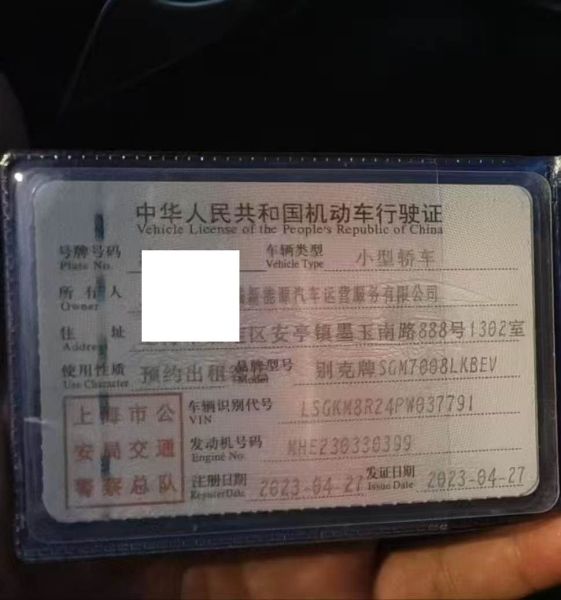 中华人民共和国机动车行驶证
Vehicle License of the People's Republic of China
号牌号码 车辆类型 小型轿车
Plate No. Vehicle Type
所有人 新能源汽车运营服务有限公司
Owner
住址 区安亭镇墨玉南路888号1302室
Address
使用性质 预约出租 品牌型号 别克牌SGM7008LKBEV
Use Character Model
上海市公 车辆识别代号 LSGKM8R24PW037791
VIN
安局交通 发动机号码 MHE230330399
Engine No.
警察总队 注册日期 2023-04-27 发证日期 2023-04-27
Register Date Issue Date